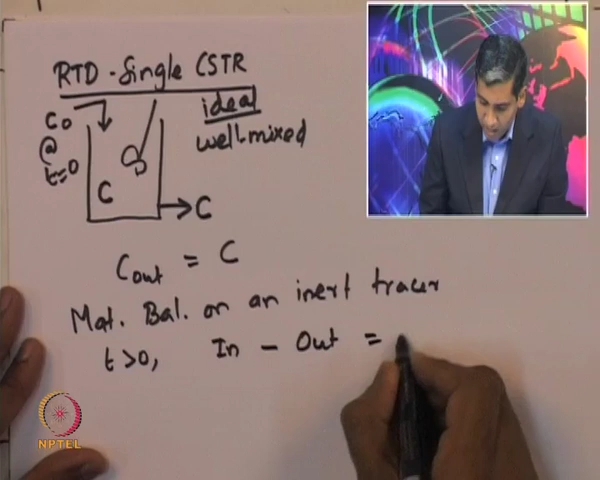 RTD - Single CSTR
ideal
well mixed
C0
@
t=0
C
C
Cout = C
Mat. Bal. on an inert tracer
t>0, In - Out =
NPTEL